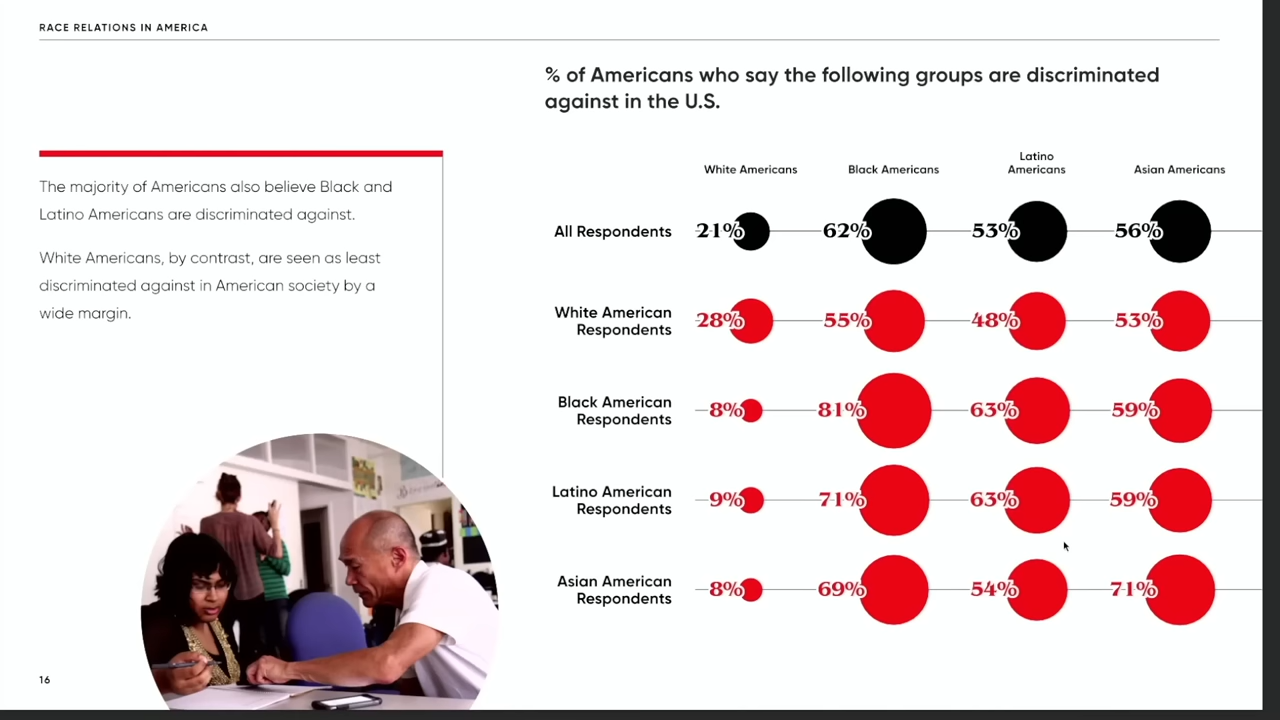 RACE RELATIONS IN AMERICA
% of Americans who say the following groups are discriminated
against in the U.S.
The majority of Americans also believe Black and
Latino Americans are discriminated against.
White Americans, by contrast, are seen as least
discriminated against in American society by a
wide margin.
White Americans
Black Americans
Latino
Americans
Asian Americans
All Respondents
21%
62%
53%
56%
White American
Respondents
28%
55%
48%
53%
Black American
Respondents
8%
81%
63%
59%
Latino American
Respondents
9%
71%
63%
59%
Asian American
Respondents
8%
69%
54%
71%
16